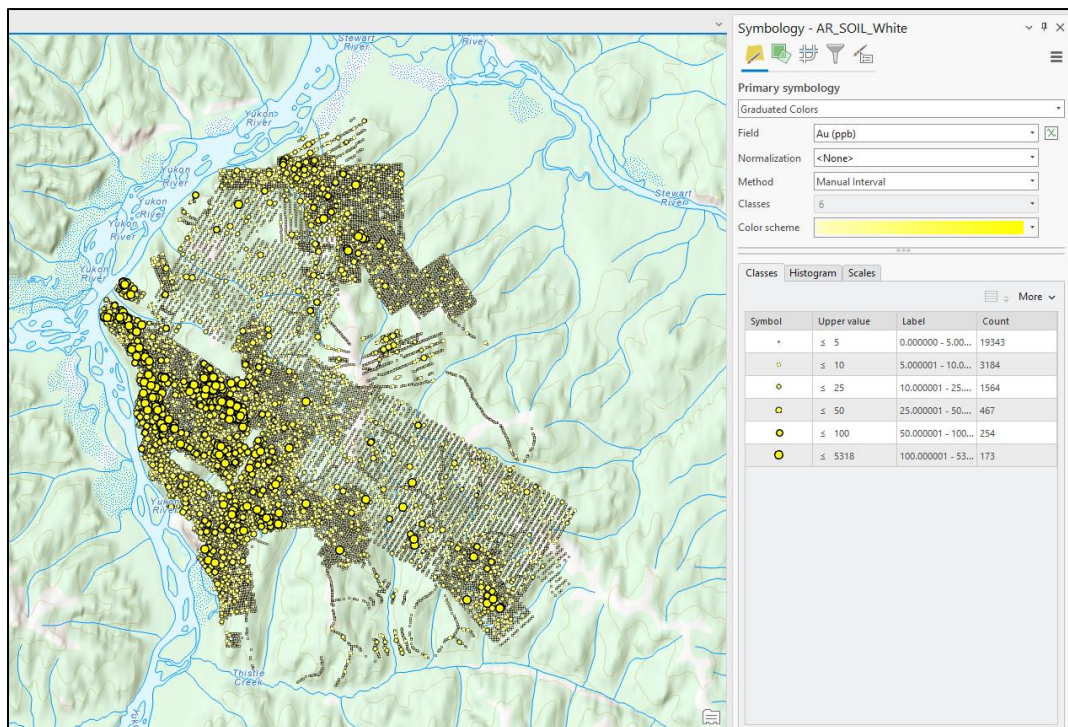 Stewart
River
Stewart
River
Yukon
River
Yukon
River
Yukon
River
Yukon
River
Stewart
River
Yukon
River
Thistle
Creek
Symbology - AR_SOIL_White
Primary symbology
Graduated Colors
Field Au (ppb)
Normalization <None>
Method Manual Interval
Classes 6
Color scheme
Classes Histogram Scales
More
Symbol Upper value Label Count
≤ 5 0.000000 - 5.00... 19343
≤ 10 5.000001 - 10.0... 3184
≤ 25 10.000001 - 25.... 1564
≤ 50 25.000001 - 50.... 467
≤ 100 50.000001 - 100... 254
≤ 5318 100.000001 - 53... 173